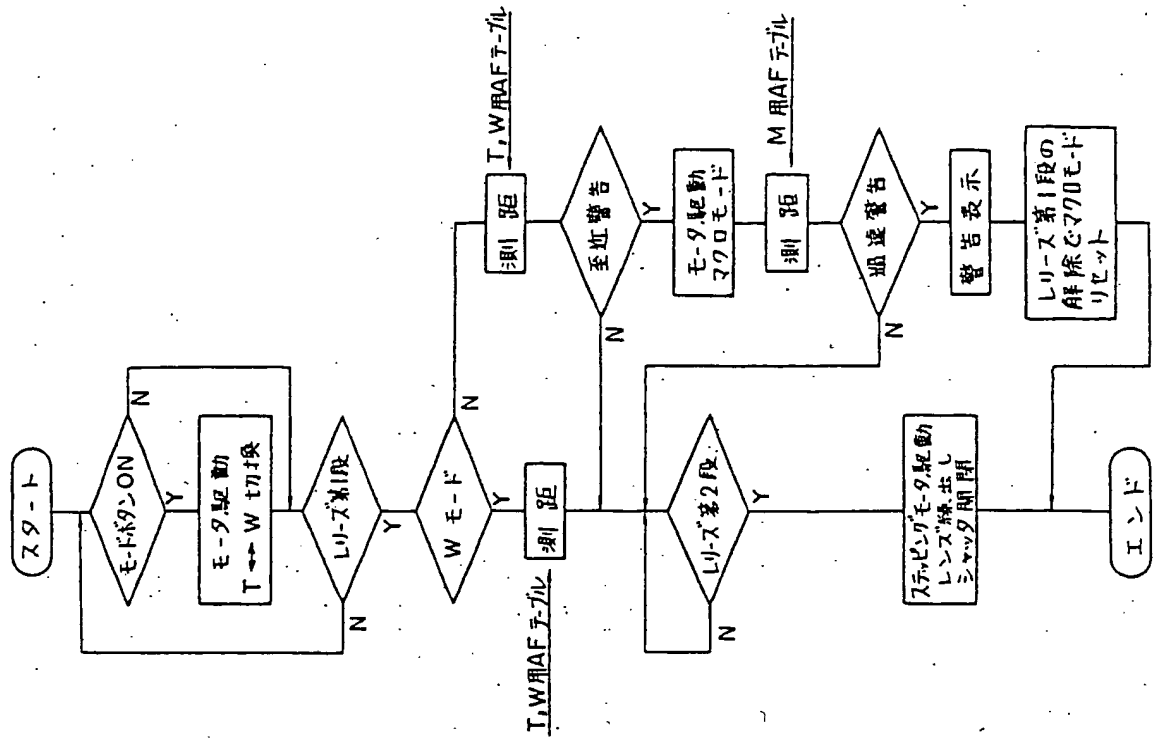 スタート
モードボタンON
Y
N
モータ駆動
T↔W切換
レリーズ第1段
N
Y
Wモード
N
Y
測距
T,W用AFテーブル
測距
T,W用AFテーブル
至近警告
N
Y
モータ駆動
マクロモード
測距
M用AFテーブル
過遠警告
N
Y
警告表示
レリーズ第1段の
解除でマクロモード
リセット
レリーズ第2段
N
Y
ステッピングモータ駆動
レンズ繰出し
シャッタ開閉
エンド